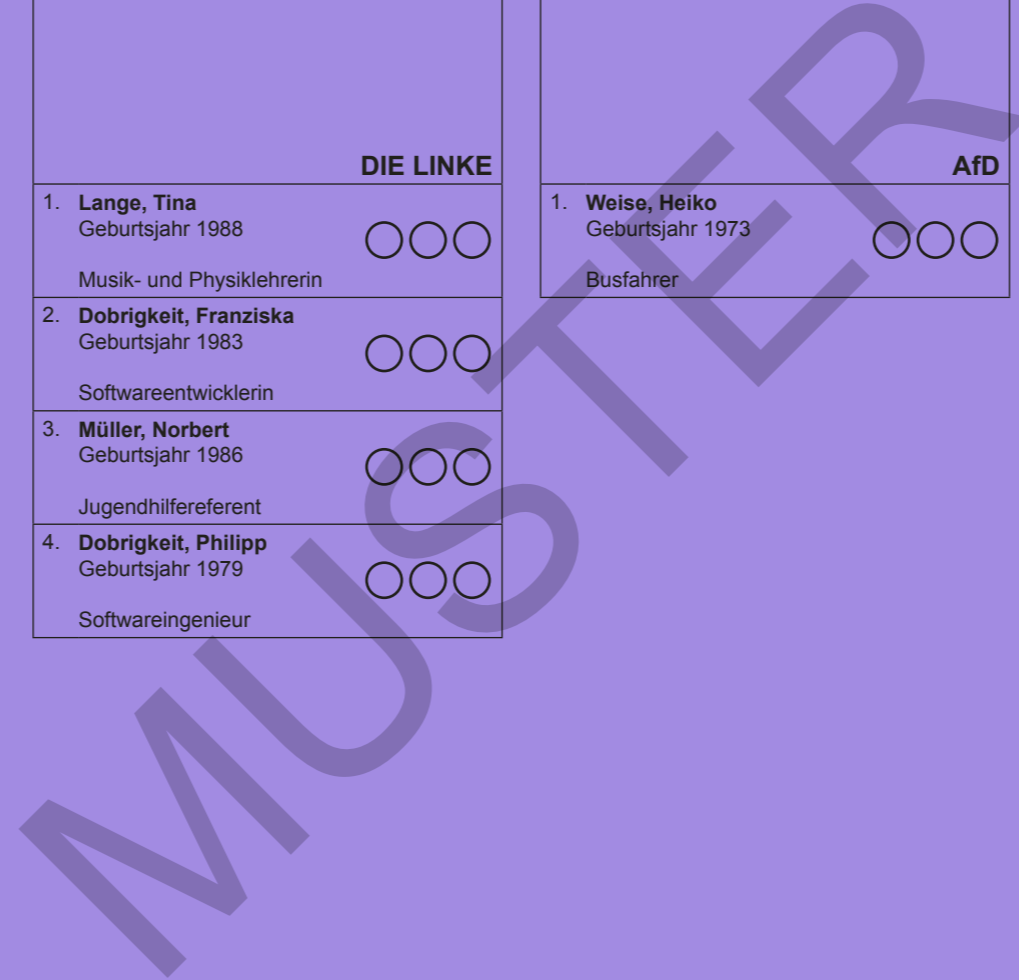 DIE LINKE
1. Lange, Tina
Geburtsjahr 1988
Musik- und Physiklehrerin
2. Dobrigkeit, Franziska
Geburtsjahr 1983
Softwareentwicklerin
3. Müller, Norbert
Geburtsjahr 1986
Jugendhilfereferent
4. Dobrigkeit, Philipp
Geburtsjahr 1979
Softwareingenieur
AfD
1. Weise, Heiko
Geburtsjahr 1973
Busfahrer
MUSTER